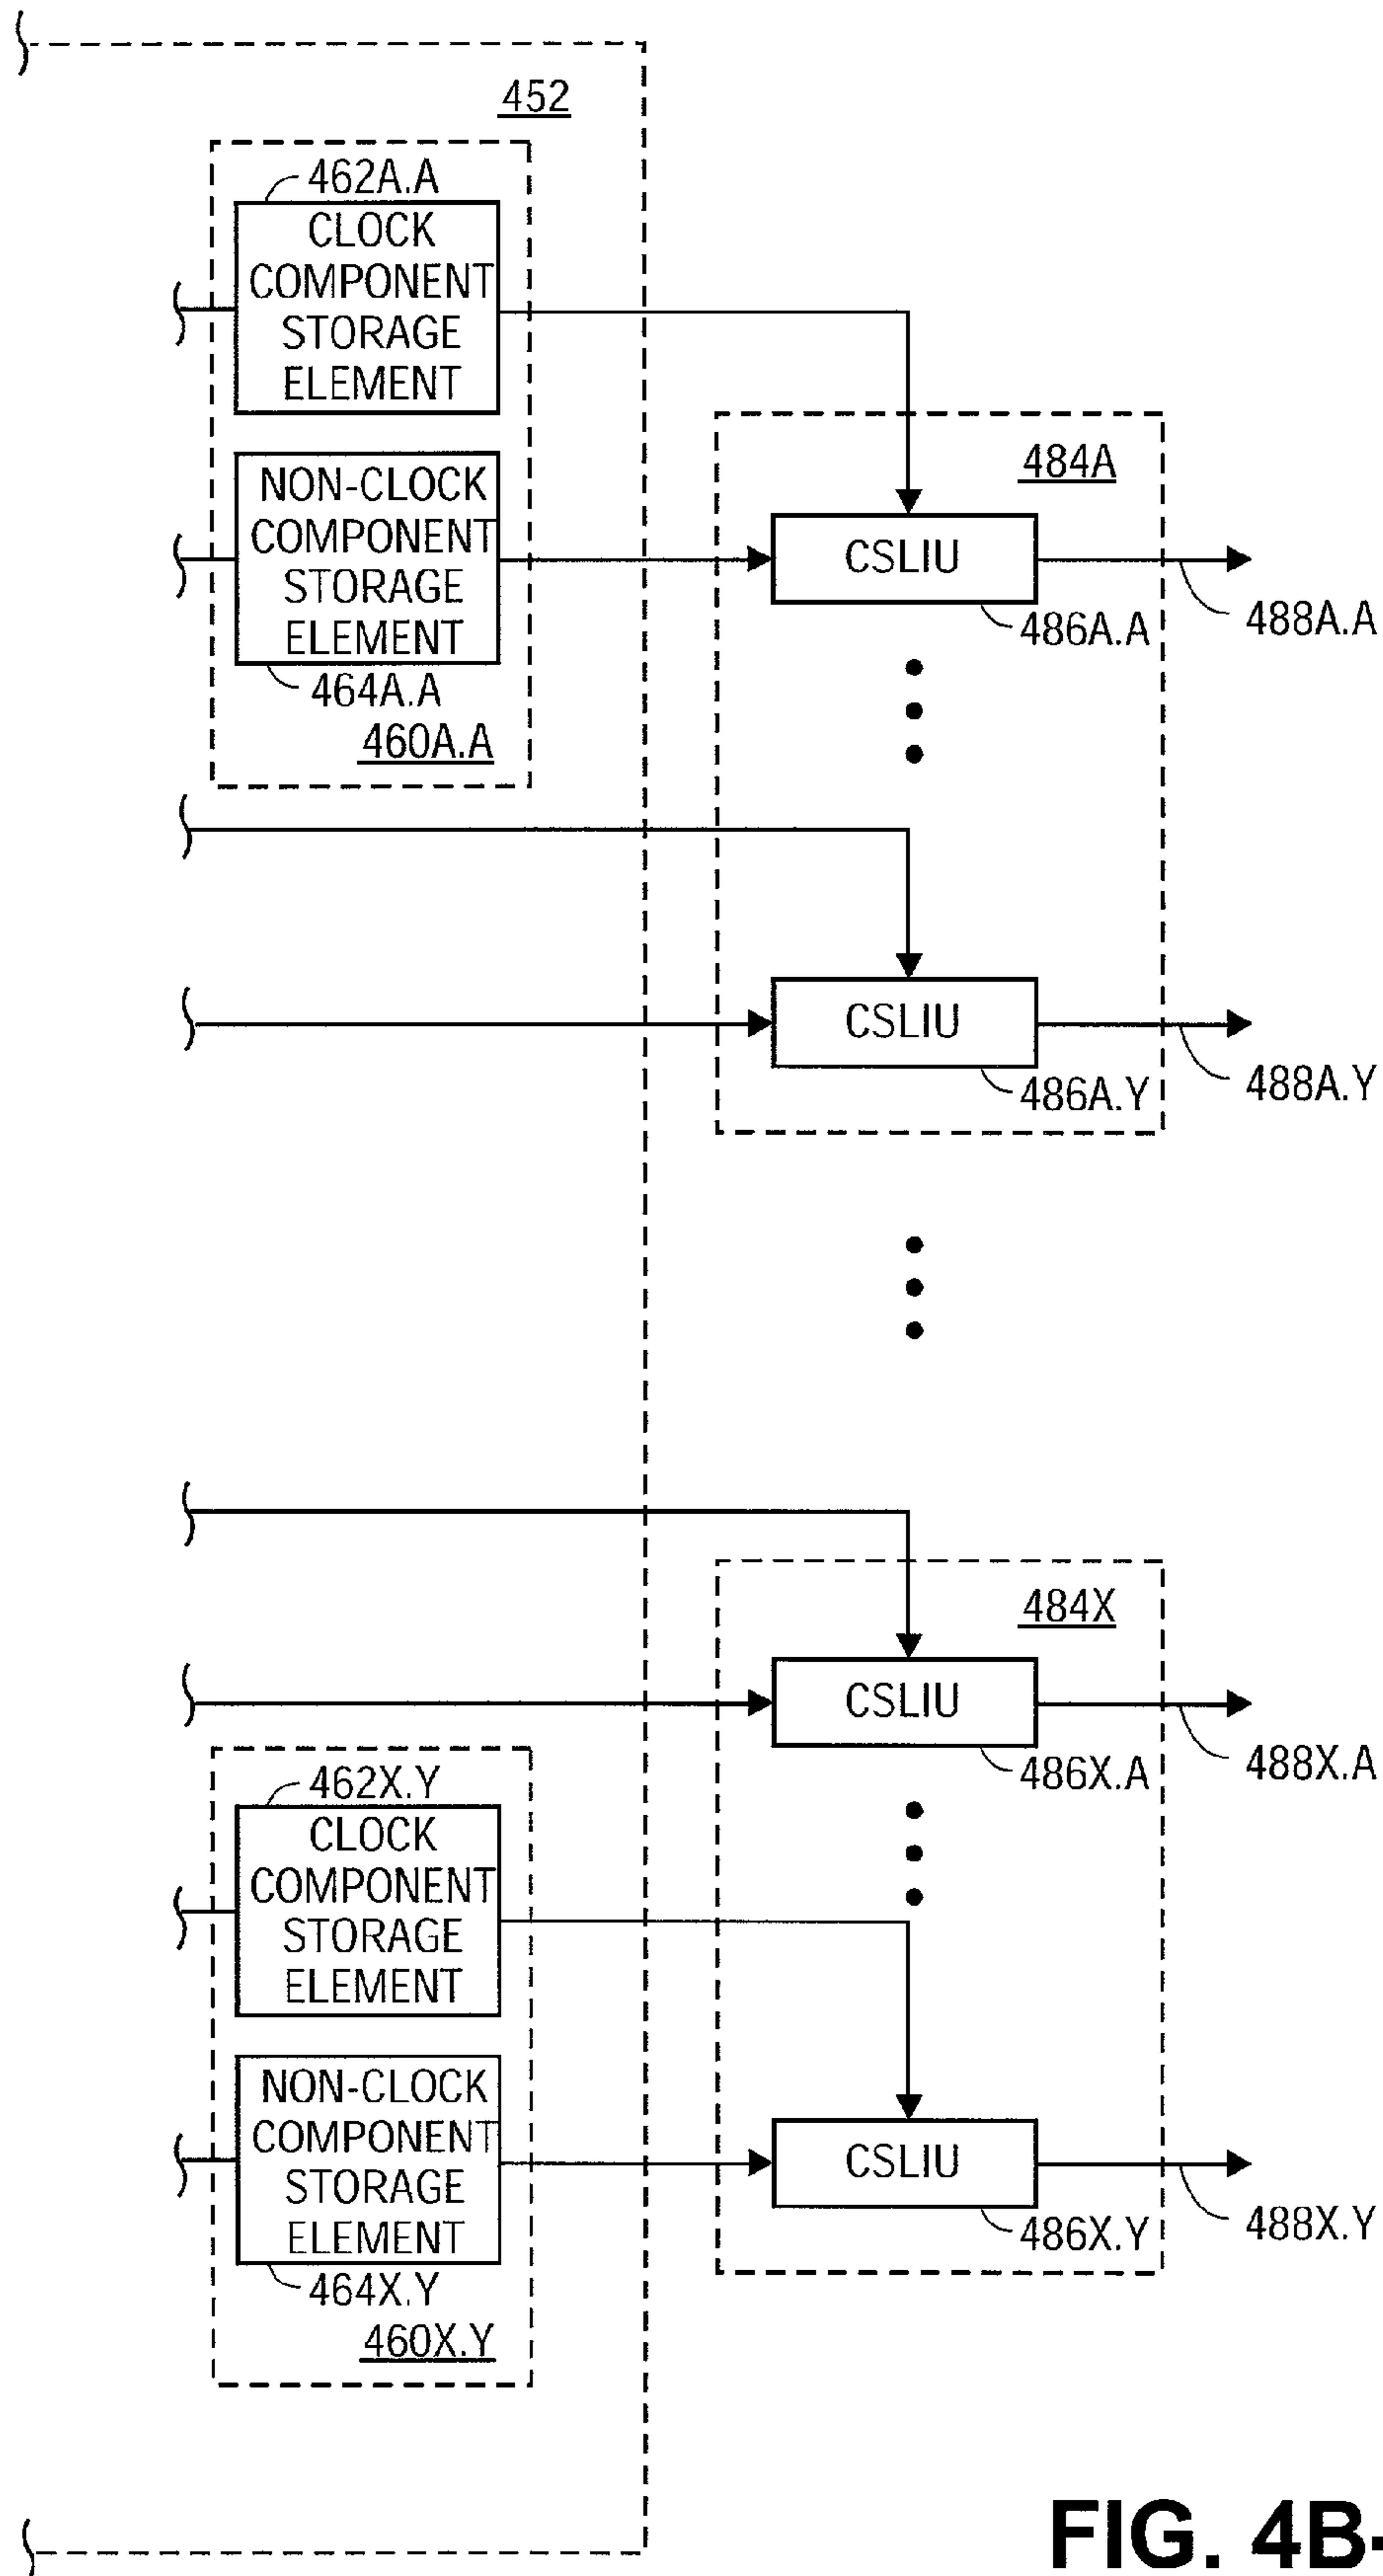 452
462A.A
CLOCK
COMPONENT
STORAGE
ELEMENT
484A
NON-CLOCK
COMPONENT
STORAGE
ELEMENT
CSLIU
486A.A
488A.A
464A.A
460A.A
CSLIU
486A.Y
488A.Y
484X
CSLIU
486X.A
488X.A
462X.Y
CLOCK
COMPONENT
STORAGE
ELEMENT
NON-CLOCK
COMPONENT
STORAGE
ELEMENT
CSLIU
486X.Y
488X.Y
464X.Y
460X.Y
FIG. 4B-